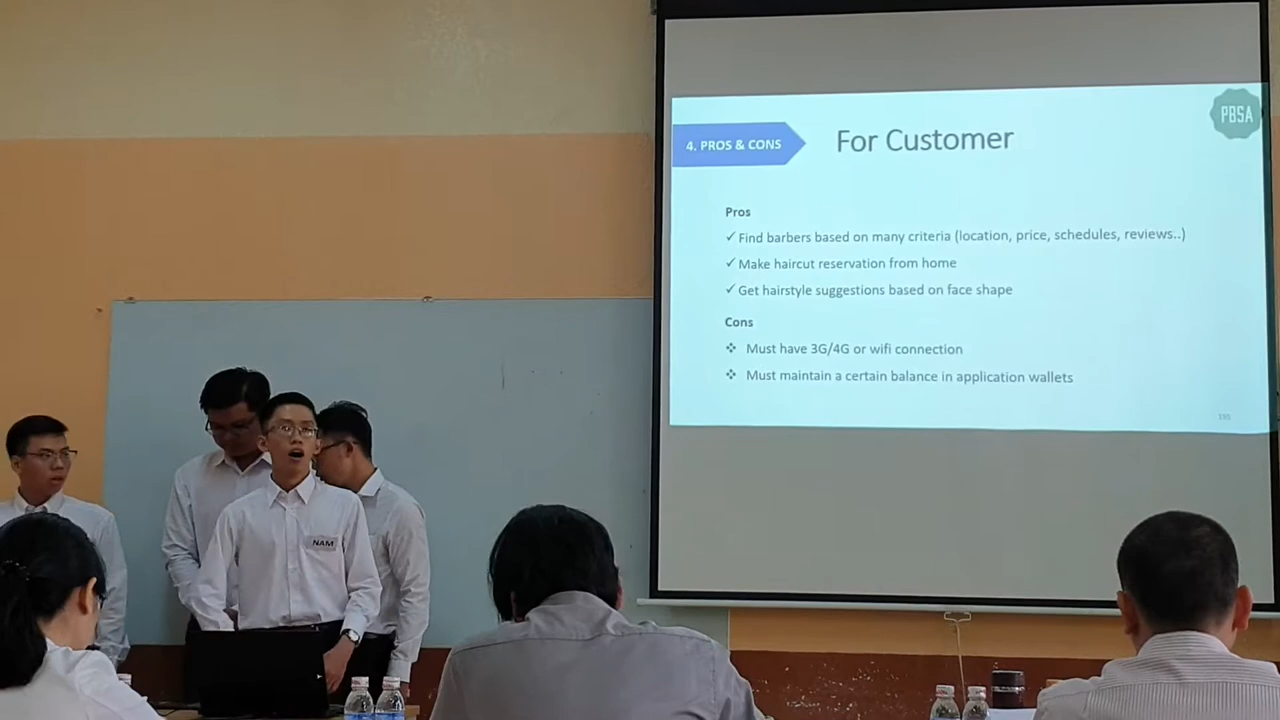 PBSA
4. PROS & CONS
For Customer
Pros
✓ Find barbers based on many criteria (location, price, schedules, reviews..)
✓ Make haircut reservation from home
✓ Get hairstyle suggestions based on face shape
Cons
❖ Must have 3G/4G or wifi connection
❖ Must maintain a certain balance in application wallets
NAM